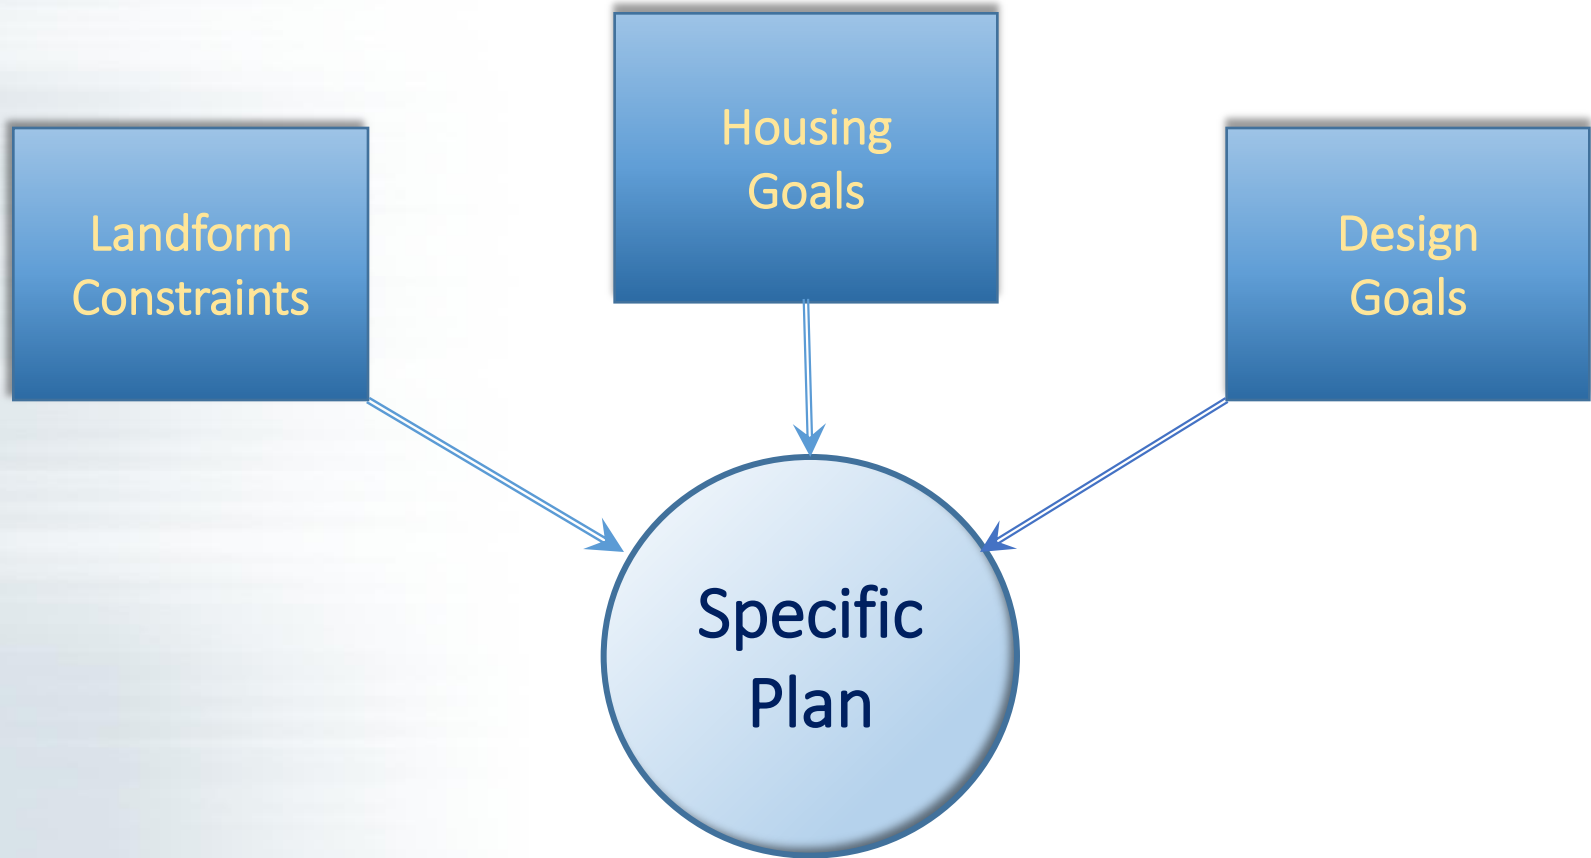 Landform
Constraints
Housing
Goals
Design
Goals
Specific
Plan